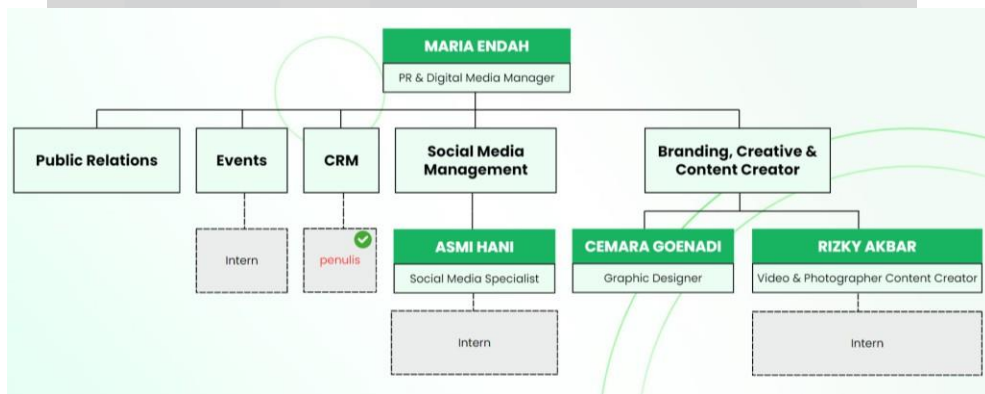 MARIA ENDAH
PR & Digital Media Manager
Public Relations
Events
CRM
Social Media
Management
Branding, Creative &
Content Creator
Intern
penulis
ASMI HANI
Social Media Specialist
CEMARA GOENADI
Graphic Designer
RIZKY AKBAR
Video & Photographer Content Creator
Intern
Intern